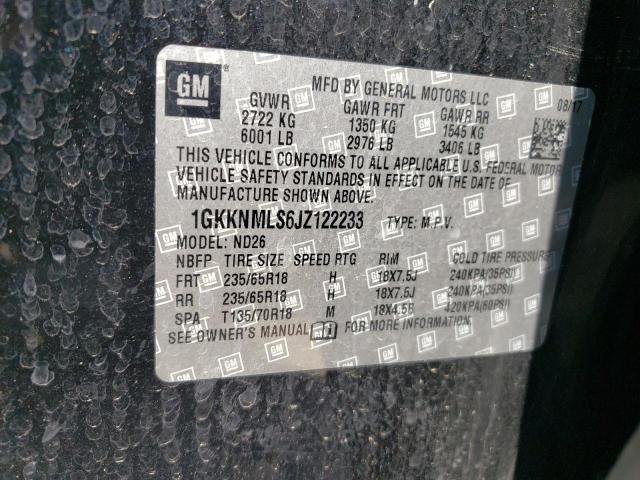 GM ®
MFD BY GENERAL MOTORS LLC
08/17
GVWR GAWR FRT GAWR RR
2722 KG 1350 KG 1545 KG
6001 LB 2976 LB 3406 LB
THIS VEHICLE CONFORMS TO ALL APPLICABLE U.S. FEDERAL MOTOR
VEHICLE SAFETY STANDARDS IN EFFECT ON THE DATE OF
MANUFACTURE SHOWN ABOVE.
1GKKNMLS6JZ122233 TYPE: M.P.V.
MODEL: ND26
NBFP TIRE SIZE SPEED RTG RIM COLD TIRE PRESSURE
FRT 235/65R18 H 18X7.5J 240KPA(35PSI)
RR 235/65R18 H 18X7.5J 240KPA(35PSI)
SPA T135/70R18 M 18X4.5B 420KPA(60PSI)
SEE OWNER'S MANUAL i FOR MORE INFORMATION.